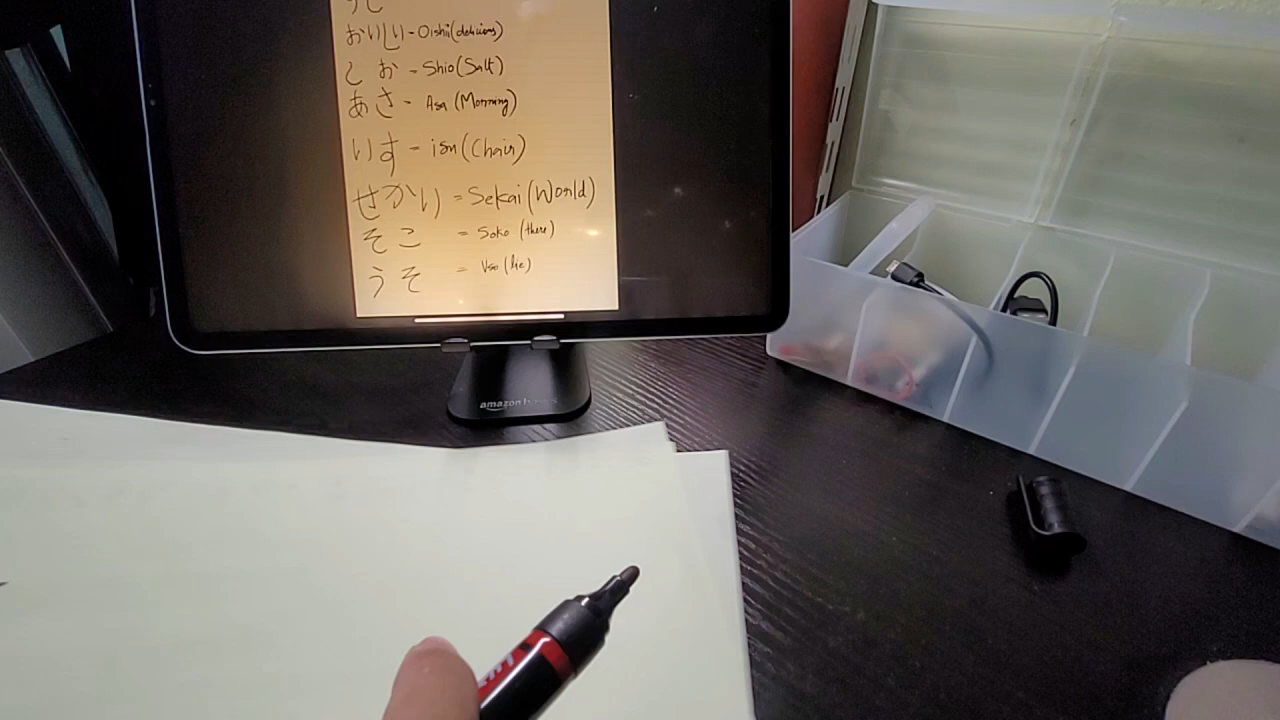 おいしい - Oishii (delicious)
しお - Shio (Salt)
あさ - Asa (Morning)
いす - isu (Chair)
せかい = Sekai (World)
そこ = Soko (there)
うそ = Uso (lie)
amazon basics